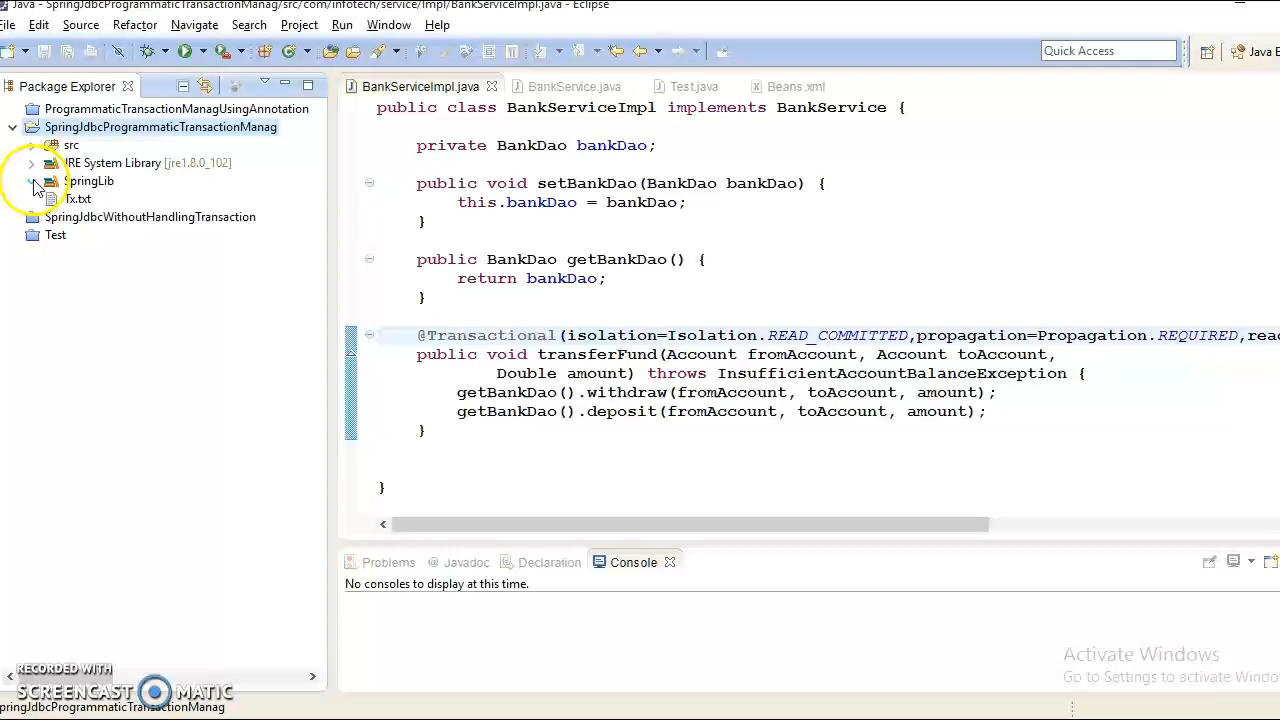 Java - SpringJdbcProgrammaticTransactionManag/src/com/infotech/service/Impl/BankServiceImpl.java - Eclipse
File Edit Source Refactor Navigate Search Project Run Window Help
Quick Access
Java E
Package Explorer
BankServiceImpl.java
BankService.java
Test.java
Beans.xml
ProgrammaticTransactionManagUsingAnnotation
SpringJdbcProgrammaticTransactionManag
src
JRE System Library [jre1.8.0_102]
SpringLib
Tx.txt
SpringJdbcWithoutHandlingTransaction
Test
public class BankServiceImpl implements BankService {
private BankDao bankDao;
public void setBankDao(BankDao bankDao) {
this.bankDao = bankDao;
}
public BankDao getBankDao() {
return bankDao;
}
@Transactional(isolation=Isolation.READ_COMMITTED,propagation=Propagation.REQUIRED,rea
public void transferFund(Account fromAccount, Account toAccount,
Double amount) throws InsufficientAccountBalanceException {
getBankDao().withdraw(fromAccount, toAccount, amount);
getBankDao().deposit(fromAccount, toAccount, amount);
}
}
Problems @ Javadoc Declaration Console
No consoles to display at this time.
Activate Windows
Go to Settings to activate Windo
RECORDED WITH
SCREENCAST MATIC
pringJdbcProgrammaticTransactionManag